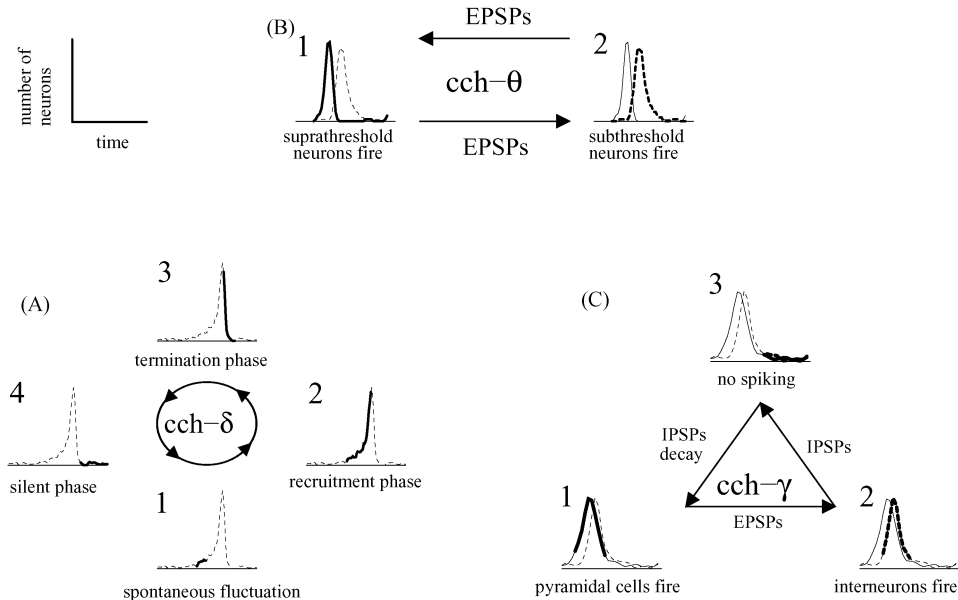 number of
neurons
time
(B)
EPSPs
1
2
cch−θ
suprathreshold
neurons fire
EPSPs
subthreshold
neurons fire
(A)
3
termination phase
4
cch−δ
2
silent phase
recruitment phase
1
spontaneous fluctuation
(C)
3
no spiking
IPSPs
decay
IPSPs
cch−γ
1
EPSPs
2
pyramidal cells fire
interneurons fire